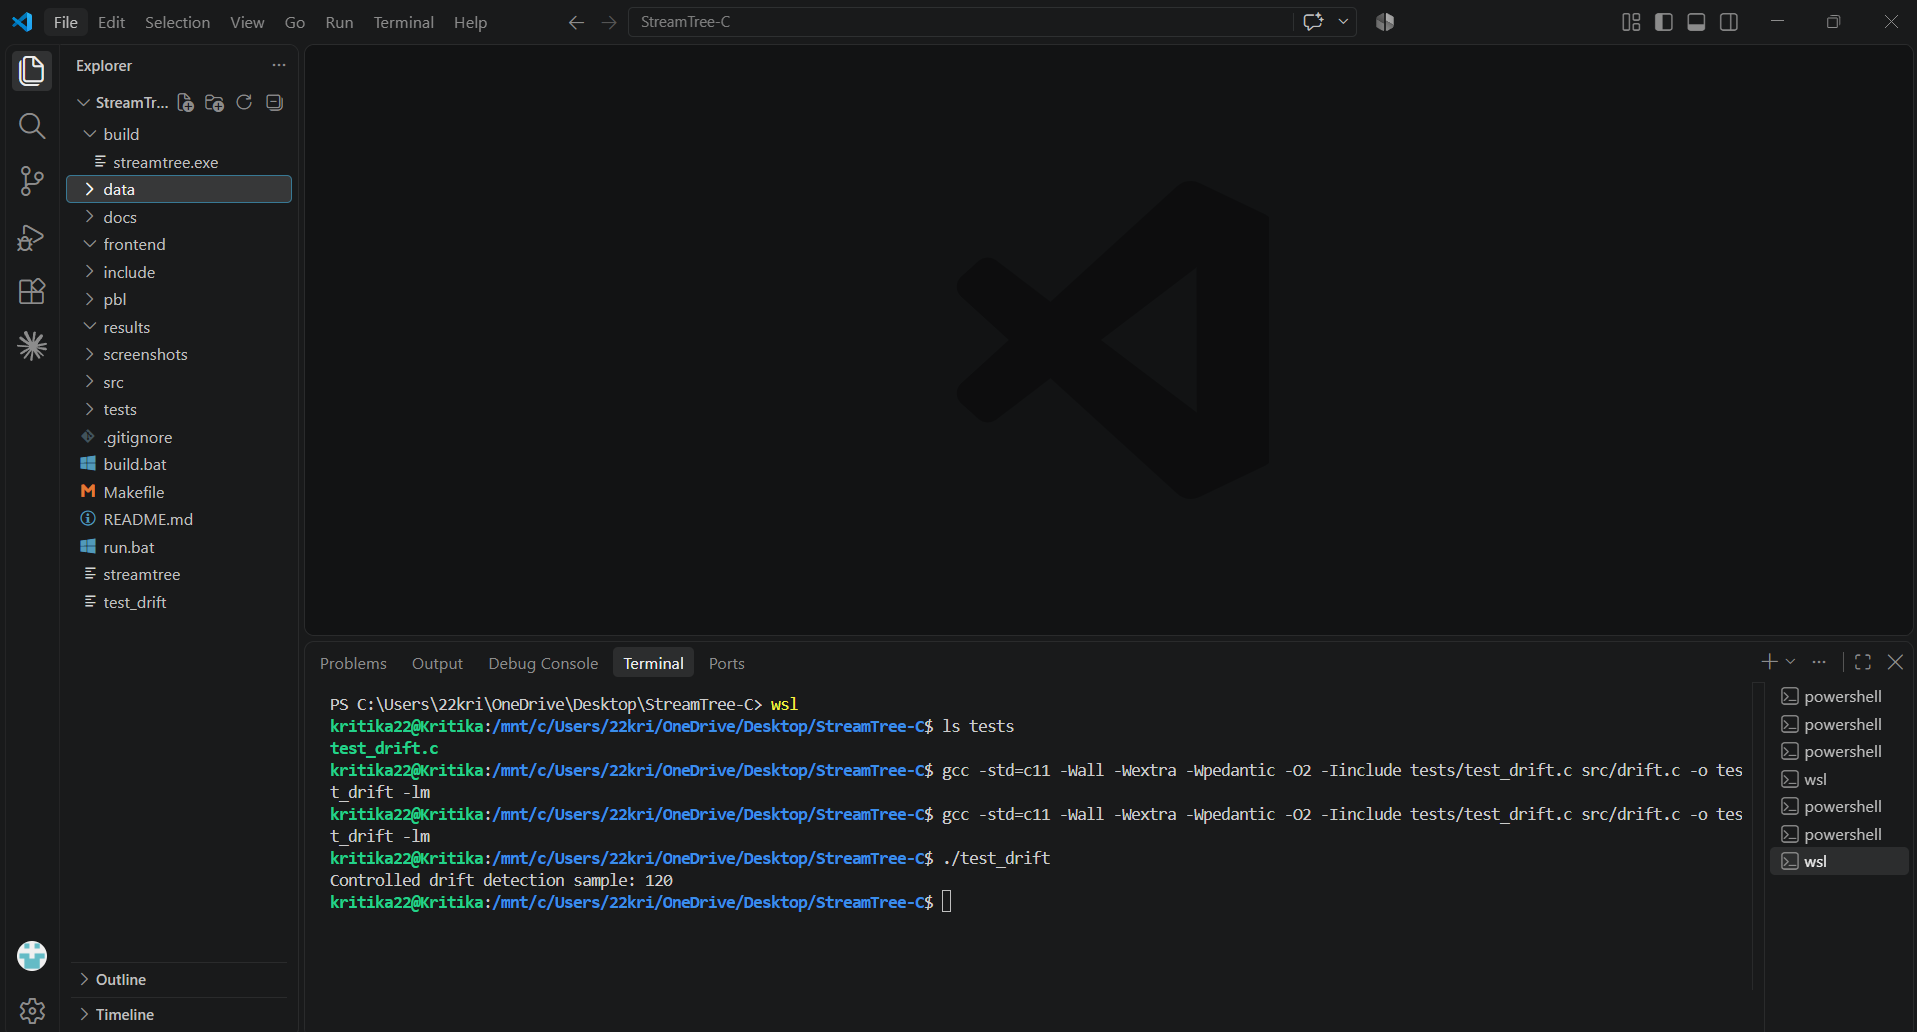 File Edit Selection View Go Run Terminal Help
StreamTree-C
Explorer
StreamTr...
build
streamtree.exe
data
docs
frontend
include
pbl
results
screenshots
src
tests
.gitignore
build.bat
Makefile
README.md
run.bat
streamtree
test_drift
Outline
Timeline
Problems Output Debug Console Terminal Ports
PS C:\Users\22kri\OneDrive\Desktop\StreamTree-C> wsl
kritika22@Kritika:/mnt/c/Users/22kri/OneDrive/Desktop/StreamTree-C$ ls tests
test_drift.c
kritika22@Kritika:/mnt/c/Users/22kri/OneDrive/Desktop/StreamTree-C$ gcc -std=c11 -Wall -Wextra -Wpedantic -O2 -Iinclude tests/test_drift.c src/drift.c -o tes
t_drift -lm
kritika22@Kritika:/mnt/c/Users/22kri/OneDrive/Desktop/StreamTree-C$ gcc -std=c11 -Wall -Wextra -Wpedantic -O2 -Iinclude tests/test_drift.c src/drift.c -o tes
t_drift -lm
kritika22@Kritika:/mnt/c/Users/22kri/OneDrive/Desktop/StreamTree-C$ ./test_drift
Controlled drift detection sample: 120
kritika22@Kritika:/mnt/c/Users/22kri/OneDrive/Desktop/StreamTree-C$
powershell
powershell
powershell
wsl
powershell
powershell
wsl